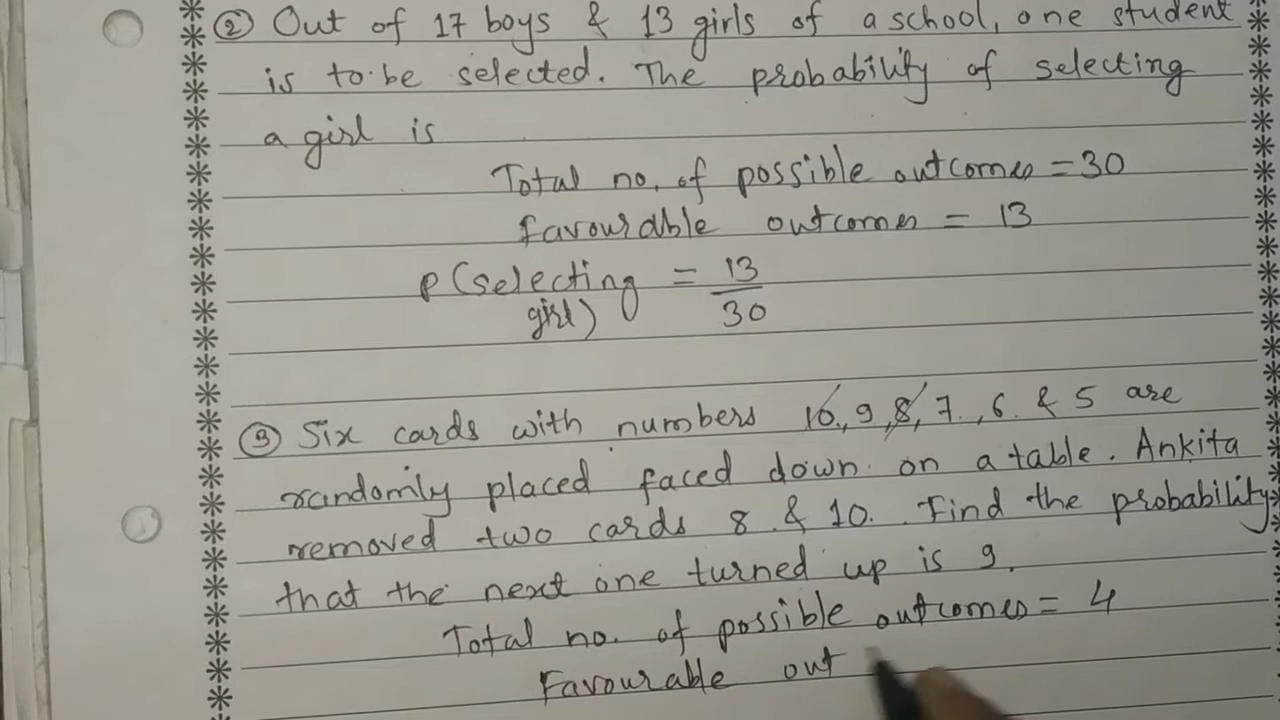 ② Out of 17 boys & 13 girls of a school, one student
is to be selected. The probability of selecting
a girl is
Total no. of possible outcomes = 30
favourable outcomes = 13
P(selecting girl) = 13/30
③ Six cards with numbers 10, 9, 8, 7, 6 & 5 are
randomly placed faced down on a table. Ankita
removed two cards 8 & 10. Find the probability
that the next one turned up is 9.
Total no. of possible outcomes = 4
Favourable out